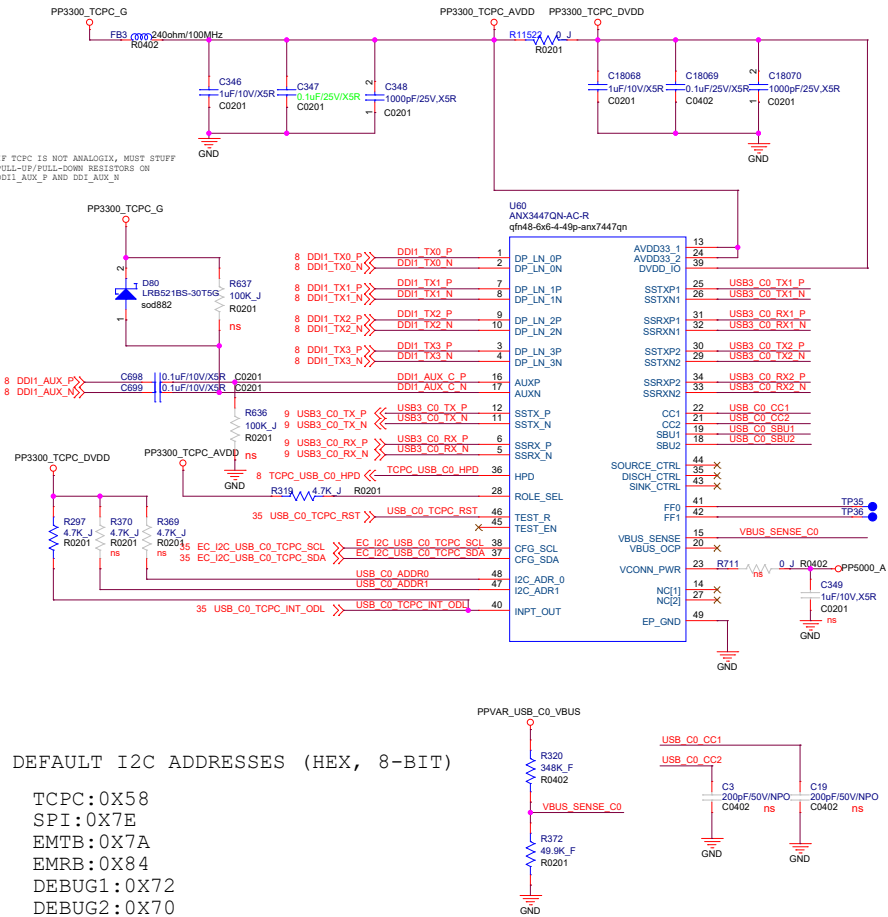 PP3300_TCPC_G
PP3300_TCPC_AVDD
PP3300_TCPC_DVDD
FB3
240ohm/100MHz
R0402
R11522
0_J
R0201
C346
1uF/10V/X5R
C0201
C347
0.1uF/25V/X5R
C0201
2
C348
1000pF/25V,X5R
1
C0201
C18068
1uF/10V/X5R
C0201
C18069
0.1uF/25V/X5R
C0402
2
C18070
1000pF/25V,X5R
1
C0201
GND
GND
IF TCPC IS NOT ANALOGIX, MUST STUFF
PULL-UP/PULL-DOWN RESISTORS ON
DDI1_AUX_P AND DDI_AUX_N
PP3300_TCPC_G
2
D80
LRB521BS-30T5G
sod882
1
R637
100K_J
R0201
ns
U60
ANX3447QN-AC-R
qfn48-6x6-4-49p-anx7447qn
8 DDI1_TX0_P DDI1_TX0_P 1 DP_LN_0P
8 DDI1_TX0_N DDI1_TX0_N 2 DP_LN_0N
8 DDI1_TX1_P DDI1_TX1_P 7 DP_LN_1P
8 DDI1_TX1_N DDI1_TX1_N 8 DP_LN_1N
8 DDI1_TX2_P DDI1_TX2_P 9 DP_LN_2P
8 DDI1_TX2_N DDI1_TX2_N 10 DP_LN_2N
8 DDI1_TX3_P DDI1_TX3_P 3 DP_LN_3P
8 DDI1_TX3_N DDI1_TX3_N 4 DP_LN_3N
8 DDI1_AUX_P C698 0.1uF/10V/X5R C0201 DDI1_AUX_C_P 16 AUXP
8 DDI1_AUX_N C699 0.1uF/10V/X5R C0201 DDI1_AUX_C_N 17 AUXN
R636
100K_J
R0201
ns
GND
9 USB3_C0_TX_P USB3_C0_TX_P 12 SSTX_P
9 USB3_C0_TX_N USB3_C0_TX_N 11 SSTX_N
9 USB3_C0_RX_P USB3_C0_RX_P 6 SSRX_P
9 USB3_C0_RX_N USB3_C0_RX_N 5 SSRX_N
8 TCPC_USB_C0_HPD TCPC_USB_C0_HPD 36 HPD
PP3300_TCPC_DVDD
PP3300_TCPC_AVDD
R319 4.7K_J R0201 28 ROLE_SEL
35 USB_C0_TCPC_RST USB_C0_TCPC_RST 46 TEST_R
45 TEST_EN
R297
4.7K_J
R0201
R370
4.7K_J
R0201
ns
R369
4.7K_J
R0201
ns
35 EC_I2C_USB_C0_TCPC_SCL EC_I2C_USB_C0_TCPC_SCL 38 CFG_SCL
35 EC_I2C_USB_C0_TCPC_SDA EC_I2C_USB_C0_TCPC_SDA 37 CFG_SDA
USB_C0_ADDR0 48 I2C_ADR_0
USB_C0_ADDR1 47 I2C_ADR1
35 USB_C0_TCPC_INT_ODL USB_C0_TCPC_INT_ODL 40 INPT_OUT
AVDD33_1 13
AVDD33_2 24
DVDD_IO 39
SSTXP1 25 USB3_C0_TX1_P
SSTXN1 26 USB3_C0_TX1_N
SSRXP1 31 USB3_C0_RX1_P
SSRXN1 32 USB3_C0_RX1_N
SSTXP2 30 USB3_C0_TX2_P
SSTXN2 29 USB3_C0_TX2_N
SSRXP2 34 USB3_C0_RX2_P
SSRXN2 33 USB3_C0_RX2_N
CC1 22 USB_C0_CC1
CC2 21 USB_C0_CC2
SBU1 19 USB_C0_SBU1
SBU2 18 USB_C0_SBU2
SOURCE_CTRL 44
DISCH_CTRL 35
SINK_CTRL 43
FF0 41 TP35
FF1 42 TP36
VBUS_SENSE 15 VBUS_SENSE_C0
VBUS_OCP 20
VCONN_PWR 23 R711 ns 0_J R0402 PP5000_A
NC[1] 14
NC[2] 27
EP_GND 49
GND
C349
1uF/10V,X5R
C0201
ns
GND
PPVAR_USB_C0_VBUS
R320
348K_F
R0402
VBUS_SENSE_C0
R372
49.9K_F
R0201
GND
USB_C0_CC1
USB_C0_CC2
C3
200pF/50V/NPO
C0402 ns
C19
200pF/50V/NPO
C0402 ns
GND
GND
DEFAULT I2C ADDRESSES (HEX, 8-BIT)
TCPC:0X58
SPI:0X7E
EMTB:0X7A
EMRB:0X84
DEBUG1:0X72
DEBUG2:0X70